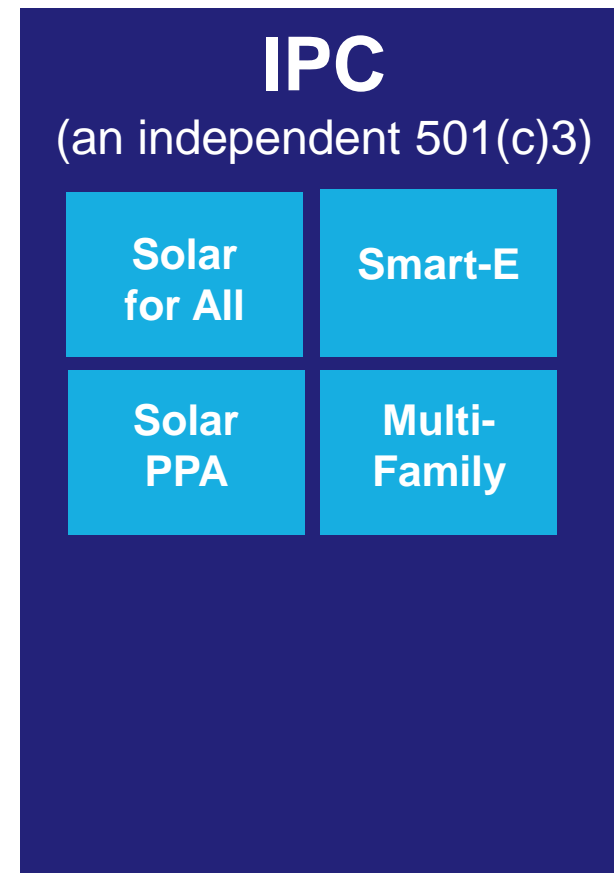 IPC
(an independent 501(c)3)
Solar
for All
Smart-E
Solar
PPA
Multi-
Family